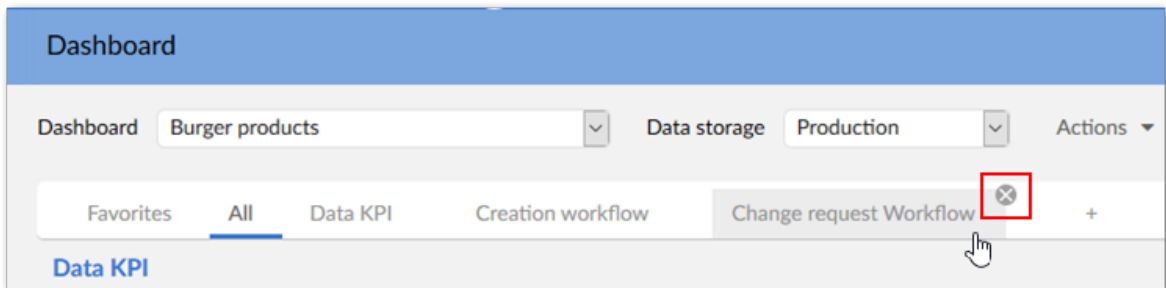 Dashboard
Dashboard Burger products Data storage Production Actions
Favorites All Data KPI Creation workflow Change request Workflow +
Data KPI